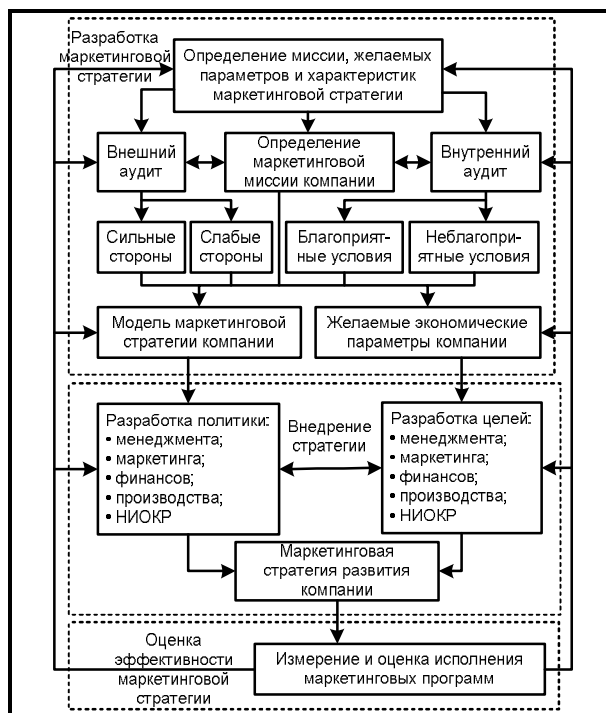 Разработка
маркетинговой
стратегии
Определение миссии, желаемых
параметров и характеристик
маркетинговой стратегии
Внешний
аудит
Определение
маркетинговой
миссии компании
Внутренний
аудит
Сильные
стороны
Слабые
стороны
Благоприят-
ные условия
Неблагопри-
ятные условия
Модель маркетинговой
стратегии компании
Желаемые экономические
параметры компании
Разработка политики:
• менеджмента;
• маркетинга;
• финансов;
• производства;
• НИОКР
Внедрение
стратегии
Разработка целей:
• менеджмента;
• маркетинга;
• финансов;
• производства;
• НИОКР
Маркетинговая
стратегия развития
компании
Оценка
эффективности
маркетинговой
стратегии
Измерение и оценка исполнения
маркетинговых программ